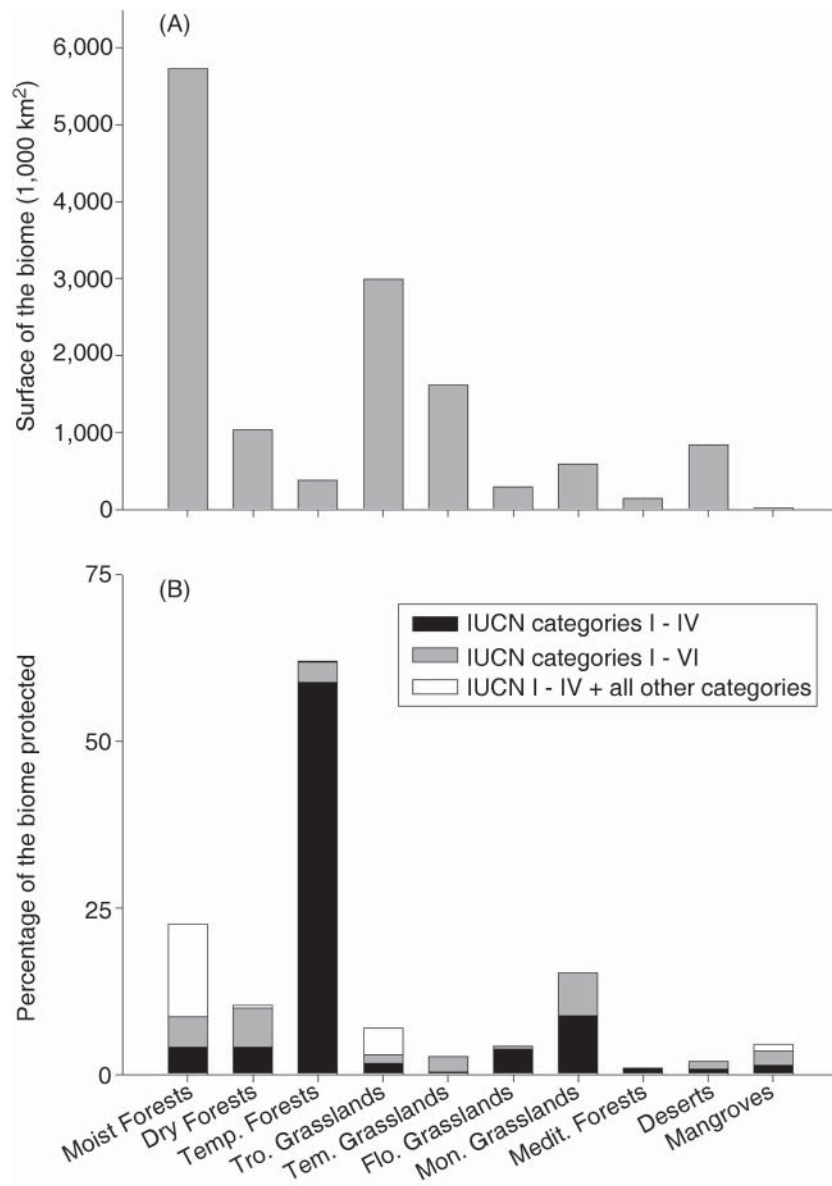 (A)
Surface of the biome (1,000 km²)
6,000
5,000
4,000
3,000
2,000
1,000
0
(B)
Percentage of the biome protected
75
50
25
0
IUCN categories I - IV
IUCN categories I - VI
IUCN I - IV + all other categories
Moist Forests
Dry Forests
Temp. Forests
Tro. Grasslands
Tem. Grasslands
Flo. Grasslands
Mon. Grasslands
Medit. Forests
Deserts
Mangroves